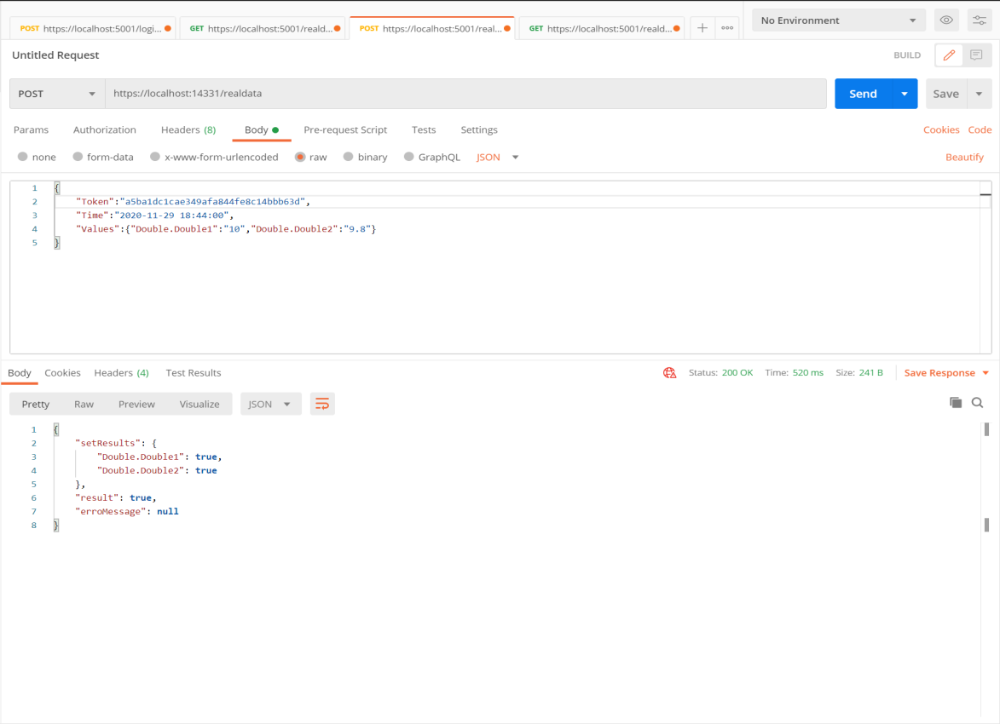 POST https://localhost:5001/logi... GET https://localhost:5001/reald... POST https://localhost:5001/real... GET https://localhost:5001/reald... No Environment
Untitled Request BUILD
POST https://localhost:14331/realdata Send Save
Params Authorization Headers (8) Body Pre-request Script Tests Settings Cookies Code
none form-data x-www-form-urlencoded raw binary GraphQL JSON Beautify
1 {
2 "Token":"a5ba1dc1cae349afa844fe8c14bbb63d",
3 "Time":"2020-11-29 18:44:00",
4 "Values":{"Double.Double1":"10","Double.Double2":"9.8"}
5 }
Body Cookies Headers (4) Test Results Status: 200 OK Time: 520 ms Size: 241 B Save Response
Pretty Raw Preview Visualize JSON
1 {
2 "setResults": {
3 "Double.Double1": true,
4 "Double.Double2": true
5 },
6 "result": true,
7 "erroMessage": null
8 }